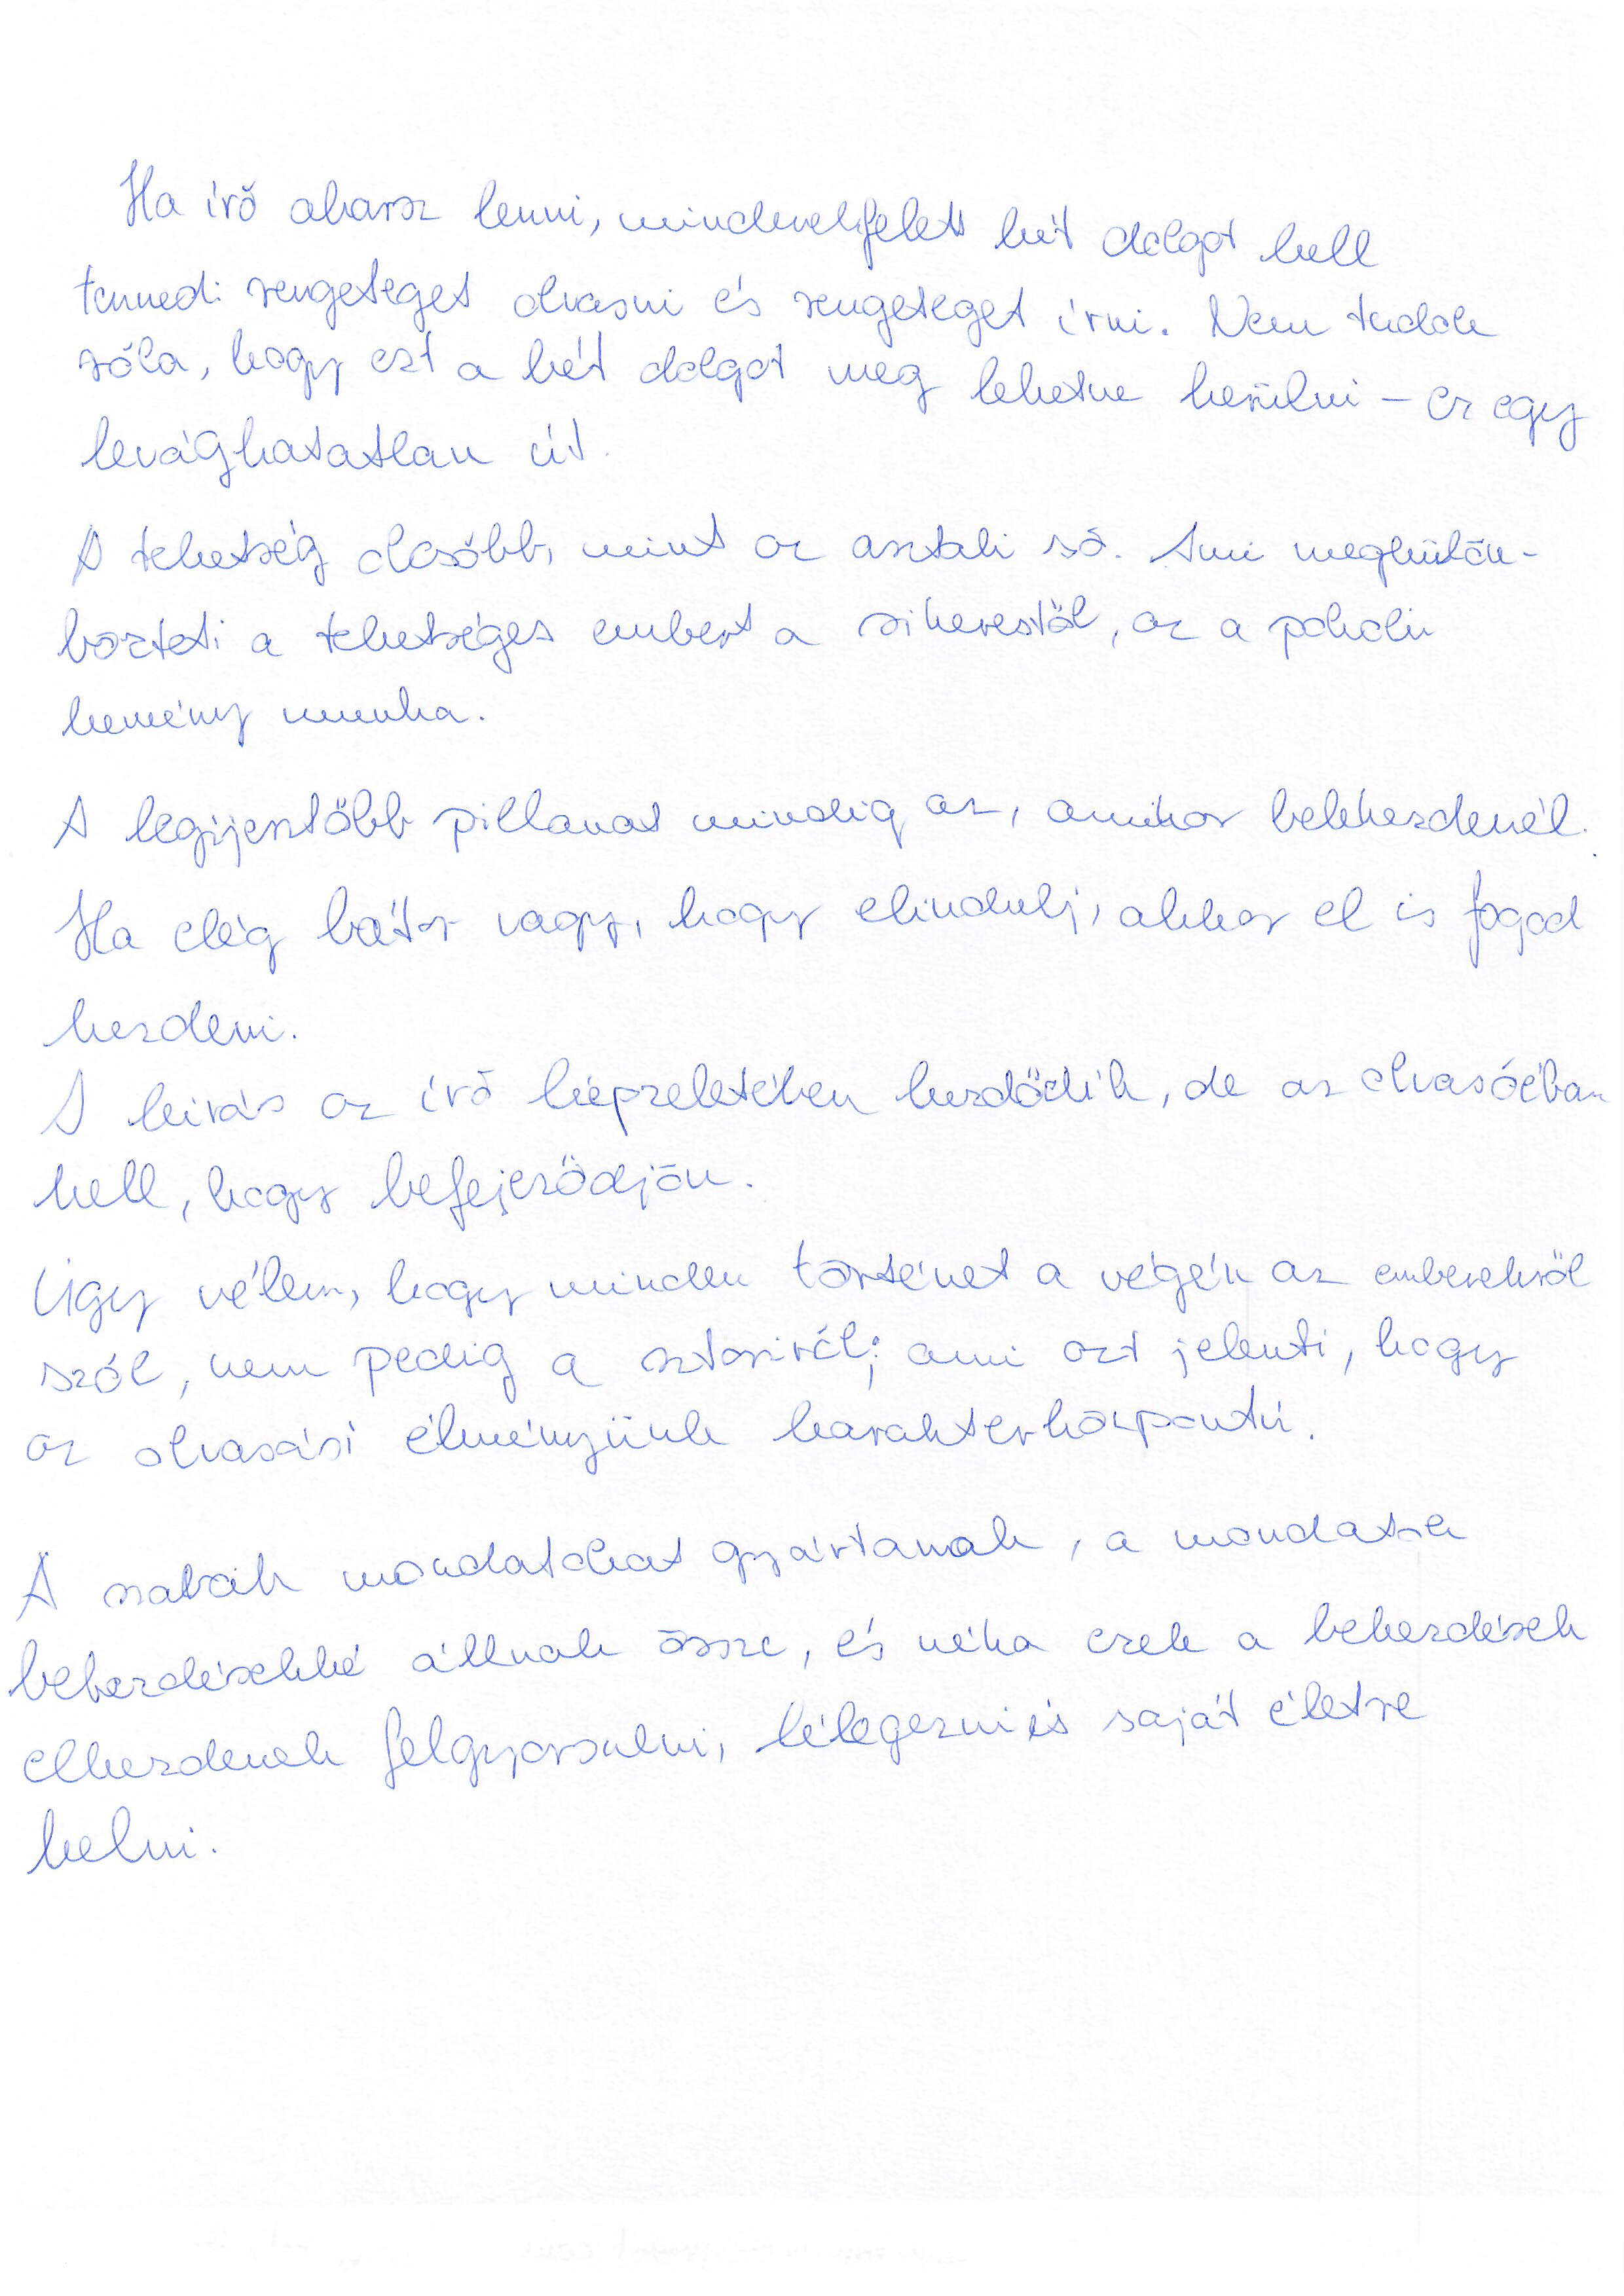 Ha író akarsz lenni, mindenekfelett két dolgot kell
tenned: rengeteget olvasni és rengeteget írni. Nem tudok
róla, hogy ezt a két dolgot meg lehetne kerülni – ez egy
levághatatlan út.
A tehetség olcsóbb, mint az asztali só. Ami megkülön-
bözteti a tehetséges embert a sikerestől, az a pokoli
kemény munka.
A legijesztőbb pillanat mindig az, amikor belekezdenél.
Ha elég bátor vagy, hogy elindulj, akkor el is fogod
kezdeni.
A leírás az író képzeletében kezdődik, de az olvasóéban
kell, hogy befejeződjön.
Úgy vélem, hogy minden történet a végén az emberekről
szól, nem pedig a sztoriról; ami azt jelenti, hogy
az olvasási élményünk karakterközpontú.
A szavak mondatokat gyártanak, a mondatok
bekezdésekké állnak össze, és néha ezek a bekezdések
elkezdenek felgyorsulni, lélegezni és saját életre
kelni.